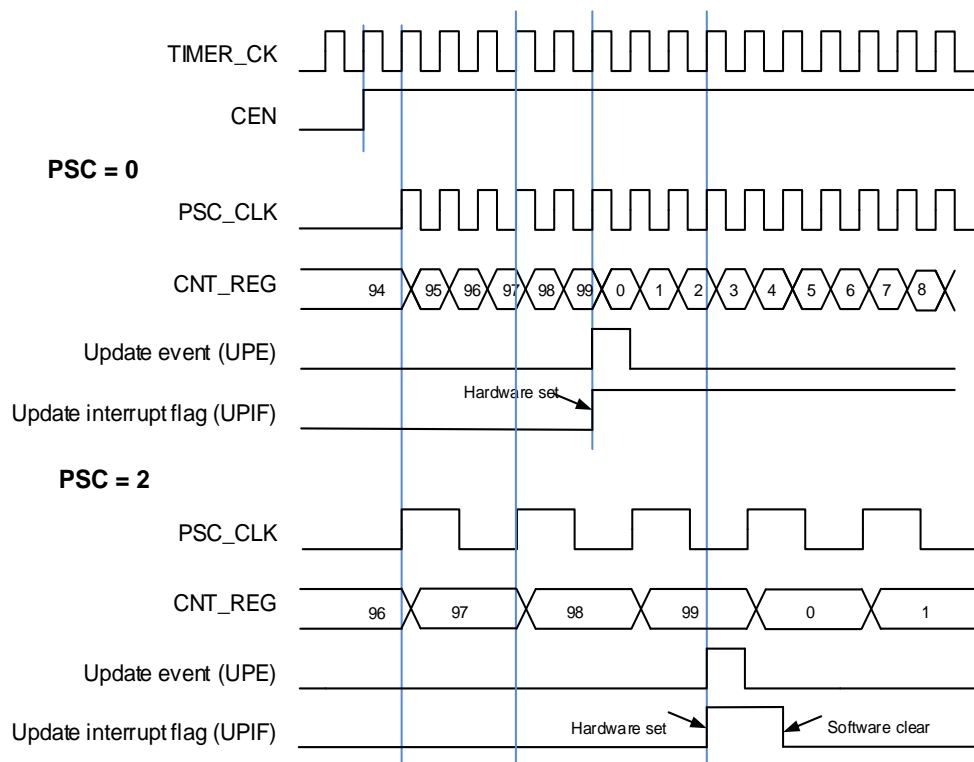 TIMER_CK
CEN
PSC = 0
PSC_CLK
CNT_REG 94 95 96 97 98 99 0 1 2 3 4 5 6 7 8
Update event (UPE)
Hardware set
Update interrupt flag (UPIF)
PSC = 2
PSC_CLK
CNT_REG 96 97 98 99 0 1
Update event (UPE)
Update interrupt flag (UPIF) Hardware set Software clear